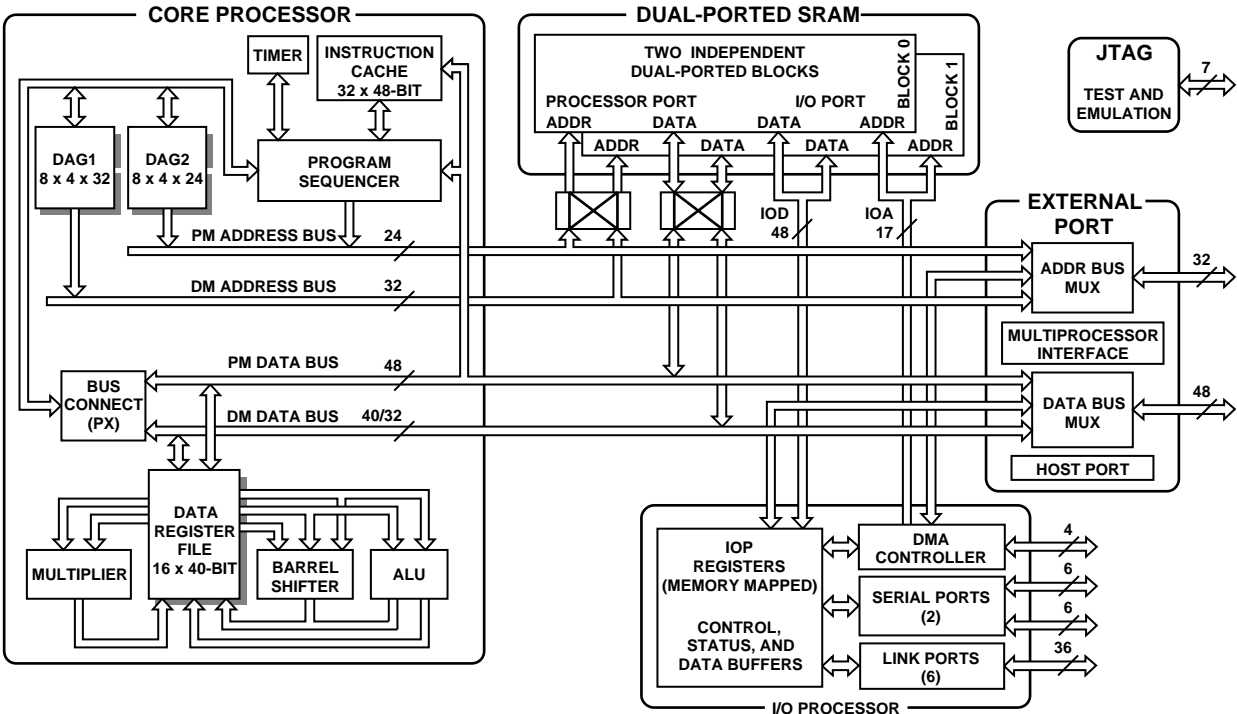 CORE PROCESSOR
TIMER
INSTRUCTION
CACHE
32 x 48-BIT
DAG1
8 x 4 x 32
DAG2
8 x 4 x 24
PROGRAM
SEQUENCER
PM ADDRESS BUS
24
DM ADDRESS BUS
32
PM DATA BUS
48
BUS
CONNECT
(PX)
DM DATA BUS
40/32
DATA
REGISTER
FILE
16 x 40-BIT
MULTIPLIER
BARREL
SHIFTER
ALU
DUAL-PORTED SRAM
TWO INDEPENDENT
DUAL-PORTED BLOCKS
PROCESSOR PORT
I/O PORT
ADDR
DATA
DATA
ADDR
BLOCK 0
ADDR
DATA
DATA
ADDR
BLOCK 1
IOD
48
IOA
17
JTAG
TEST AND
EMULATION
7
EXTERNAL
PORT
ADDR BUS
MUX
32
MULTIPROCESSOR
INTERFACE
DATA BUS
MUX
48
HOST PORT
IOP
REGISTERS
(MEMORY MAPPED)
CONTROL,
STATUS, AND
DATA BUFFERS
DMA
CONTROLLER
4
SERIAL PORTS
(2)
6
6
LINK PORTS
(6)
36
I/O PROCESSOR